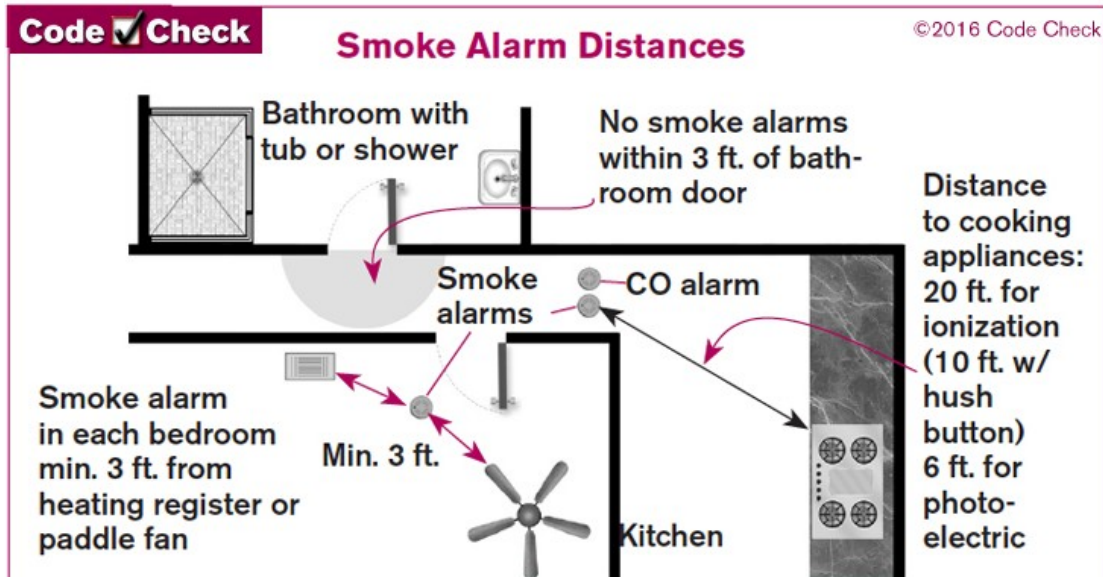 Code Check
Smoke Alarm Distances
©2016 Code Check
Bathroom with
tub or shower
No smoke alarms
within 3 ft. of bath-
room door
Distance
to cooking
appliances:
20 ft. for
ionization
(10 ft. w/
hush
button)
6 ft. for
photo-
electric
Smoke
alarms
CO alarm
Smoke alarm
in each bedroom
min. 3 ft. from
heating register or
paddle fan
Min. 3 ft.
Kitchen